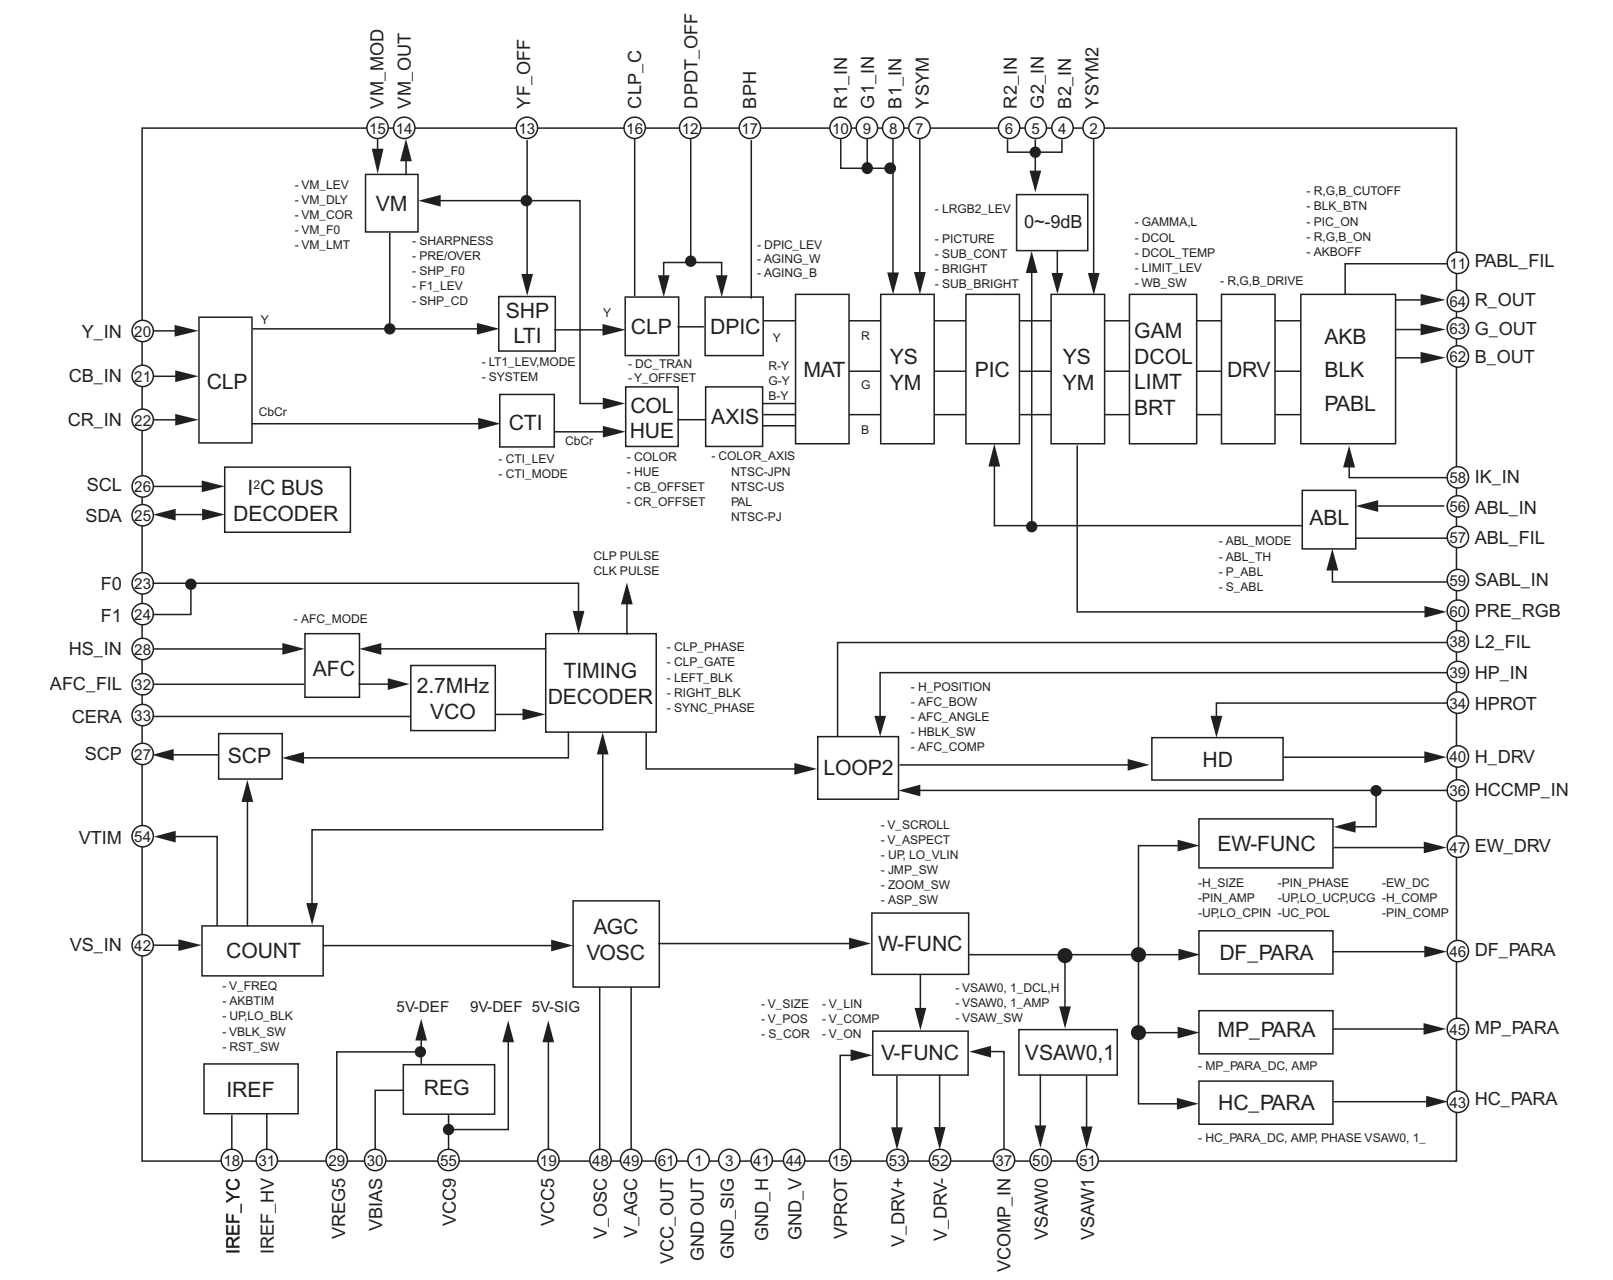 VM_MOD
VM_OUT
YF_OFF
CLP_C
DPDT_OFF
BPH
R1_IN
G1_IN
B1_IN
YSYM
R2_IN
G2_IN
B2_IN
YSYM2
15
14
13
16
12
17
10
9
8
7
6
5
4
2
- VM_LEV
- VM_DLY
- VM_COR
- VM_F0
- VM_LMT
VM
- SHARPNESS
- PRE/OVER
- SHP_F0
- F1_LEV
- SHP_CD
- DPIC_LEV
- AGING_W
- AGING_B
- LRGB2_LEV
- PICTURE
- SUB_CONT
- BRIGHT
- SUB_BRIGHT
0~-9dB
- GAMMA,L
- DCOL
- DCOL_TEMP
- LIMIT_LEV
- WB_SW
- R,G,B_DRIVE
- R,G,B_CUTOFF
- BLK_BTN
- PIC_ON
- R,G,B_ON
- AKBOFF
11 PABL_FIL
64 R_OUT
63 G_OUT
62 B_OUT
Y_IN 20
CB_IN 21
CR_IN 22
CLP
Y
CbCr
SHP
LTI
- LT1_LEV,MODE
- SYSTEM
CTI
CbCr
- CTI_LEV
- CTI_MODE
Y
CLP
- DC_TRAN
- Y_OFFSET
COL
HUE
- COLOR
- HUE
- CB_OFFSET
- CR_OFFSET
DPIC
AXIS
- COLOR_AXIS
NTSC-JPN
NTSC-US
PAL
NTSC-PJ
Y
R-Y
G-Y
B-Y
MAT
R
G
B
YS
YM
PIC
YS
YM
GAM
DCOL
LIMT
BRT
DRV
AKB
BLK
PABL
SCL 26
SDA 25
I²C BUS
DECODER
58 IK_IN
56 ABL_IN
57 ABL_FIL
59 SABL_IN
60 PRE_RGB
38 L2_FIL
39 HP_IN
34 HPROT
40 H_DRV
36 HCCMP_IN
47 EW_DRV
ABL
- ABL_MODE
- ABL_TH
- P_ABL
- S_ABL
F0 23
F1 24
HS_IN 28
AFC_FIL 32
CERA 33
SCP 27
VTIM 54
VS_IN 42
- AFC_MODE
AFC
2.7MHz
VCO
SCP
CLP PULSE
CLK PULSE
TIMING
DECODER
- CLP_PHASE
- CLP_GATE
- LEFT_BLK
- RIGHT_BLK
- SYNC_PHASE
- H_POSITION
- AFC_BOW
- AFC_ANGLE
- HBLK_SW
- AFC_COMP
LOOP2
HD
- V_SCROLL
- V_ASPECT
- UP, LO_VLIN
- JMP_SW
- ZOOM_SW
- ASP_SW
EW-FUNC
-H_SIZE -PIN_PHASE -EW_DC
-PIN_AMP -UP,LO_UCP,UCG -H_COMP
-UP,LO_CPIN -UC_POL -PIN_COMP
COUNT
- V_FREQ
- AKBTIM
- UP,LO_BLK
- VBLK_SW
- RST_SW
AGC
VOSC
W-FUNC
DF_PARA
46 DF_PARA
5V-DEF
9V-DEF
5V-SIG
- V_SIZE - V_LIN
- V_POS - V_COMP
- S_COR - V_ON
- VSAW0, 1_DCL,H
- VSAW0, 1_AMP
- VSAW_SW
MP_PARA
45 MP_PARA
- MP_PARA_DC, AMP
IREF
REG
V-FUNC
VSAW0,1
HC_PARA
43 HC_PARA
- HC_PARA_DC, AMP, PHASE VSAW0, 1_
18
31
29
30
55
19
48
49
61
1
3
41
44
15
53
52
37
50
51
IREF_YC
IREF_HV
VREG5
VBIAS
VCC9
VCC5
V_OSC
V_AGC
VCC_OUT
GND OUT
GND_SIG
GND_H
GND_V
VPROT
V_DRV+
V_DRV-
VCOMP_IN
VSAW0
VSAW1